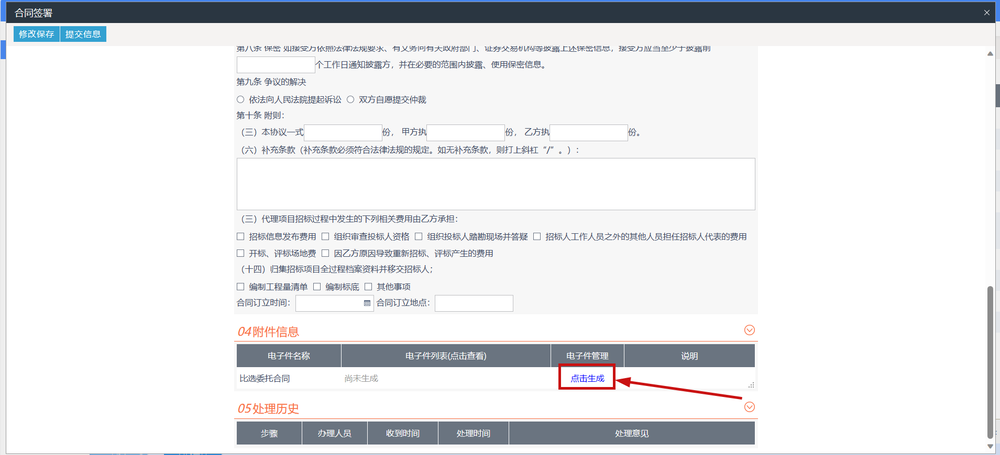 合同签署
修改保存 提交信息
第八条 保密 如接受方依照法律法规要求、有义务向有关政府部门、证券交易机构等披露上述保密信息，接受方应当至少于披露前
个工作日通知披露方，并在必要的范围内披露、使用保密信息。
第九条 争议的解决
依法向人民法院提起诉讼 双方自愿提交仲裁
第十条 附则：
（三）本协议一式 份， 甲方执 份， 乙方执 份。
（六）补充条款（补充条款必须符合法律法规的规定。如无补充条款，则打上斜杠“/”。）：
（三）代理项目招标过程中发生的下列相关费用由乙方承担：
招标信息发布费用 组织审查投标人资格 组织投标人踏勘现场并答疑 招标人工作人员之外的其他人员担任招标人代表的费用
开标、评标场地费 因乙方原因导致重新招标、评标产生的费用
（十四）归集招标项目全过程档案资料并移交招标人；
编制工程量清单 编制标底 其他事项
合同订立时间： 合同订立地点：
04附件信息
电子件名称 电子件列表(点击查看) 电子件管理 说明
比选委托合同 尚未生成 点击生成
05处理历史
步骤 办理人员 收到时间 处理时间 处理意见